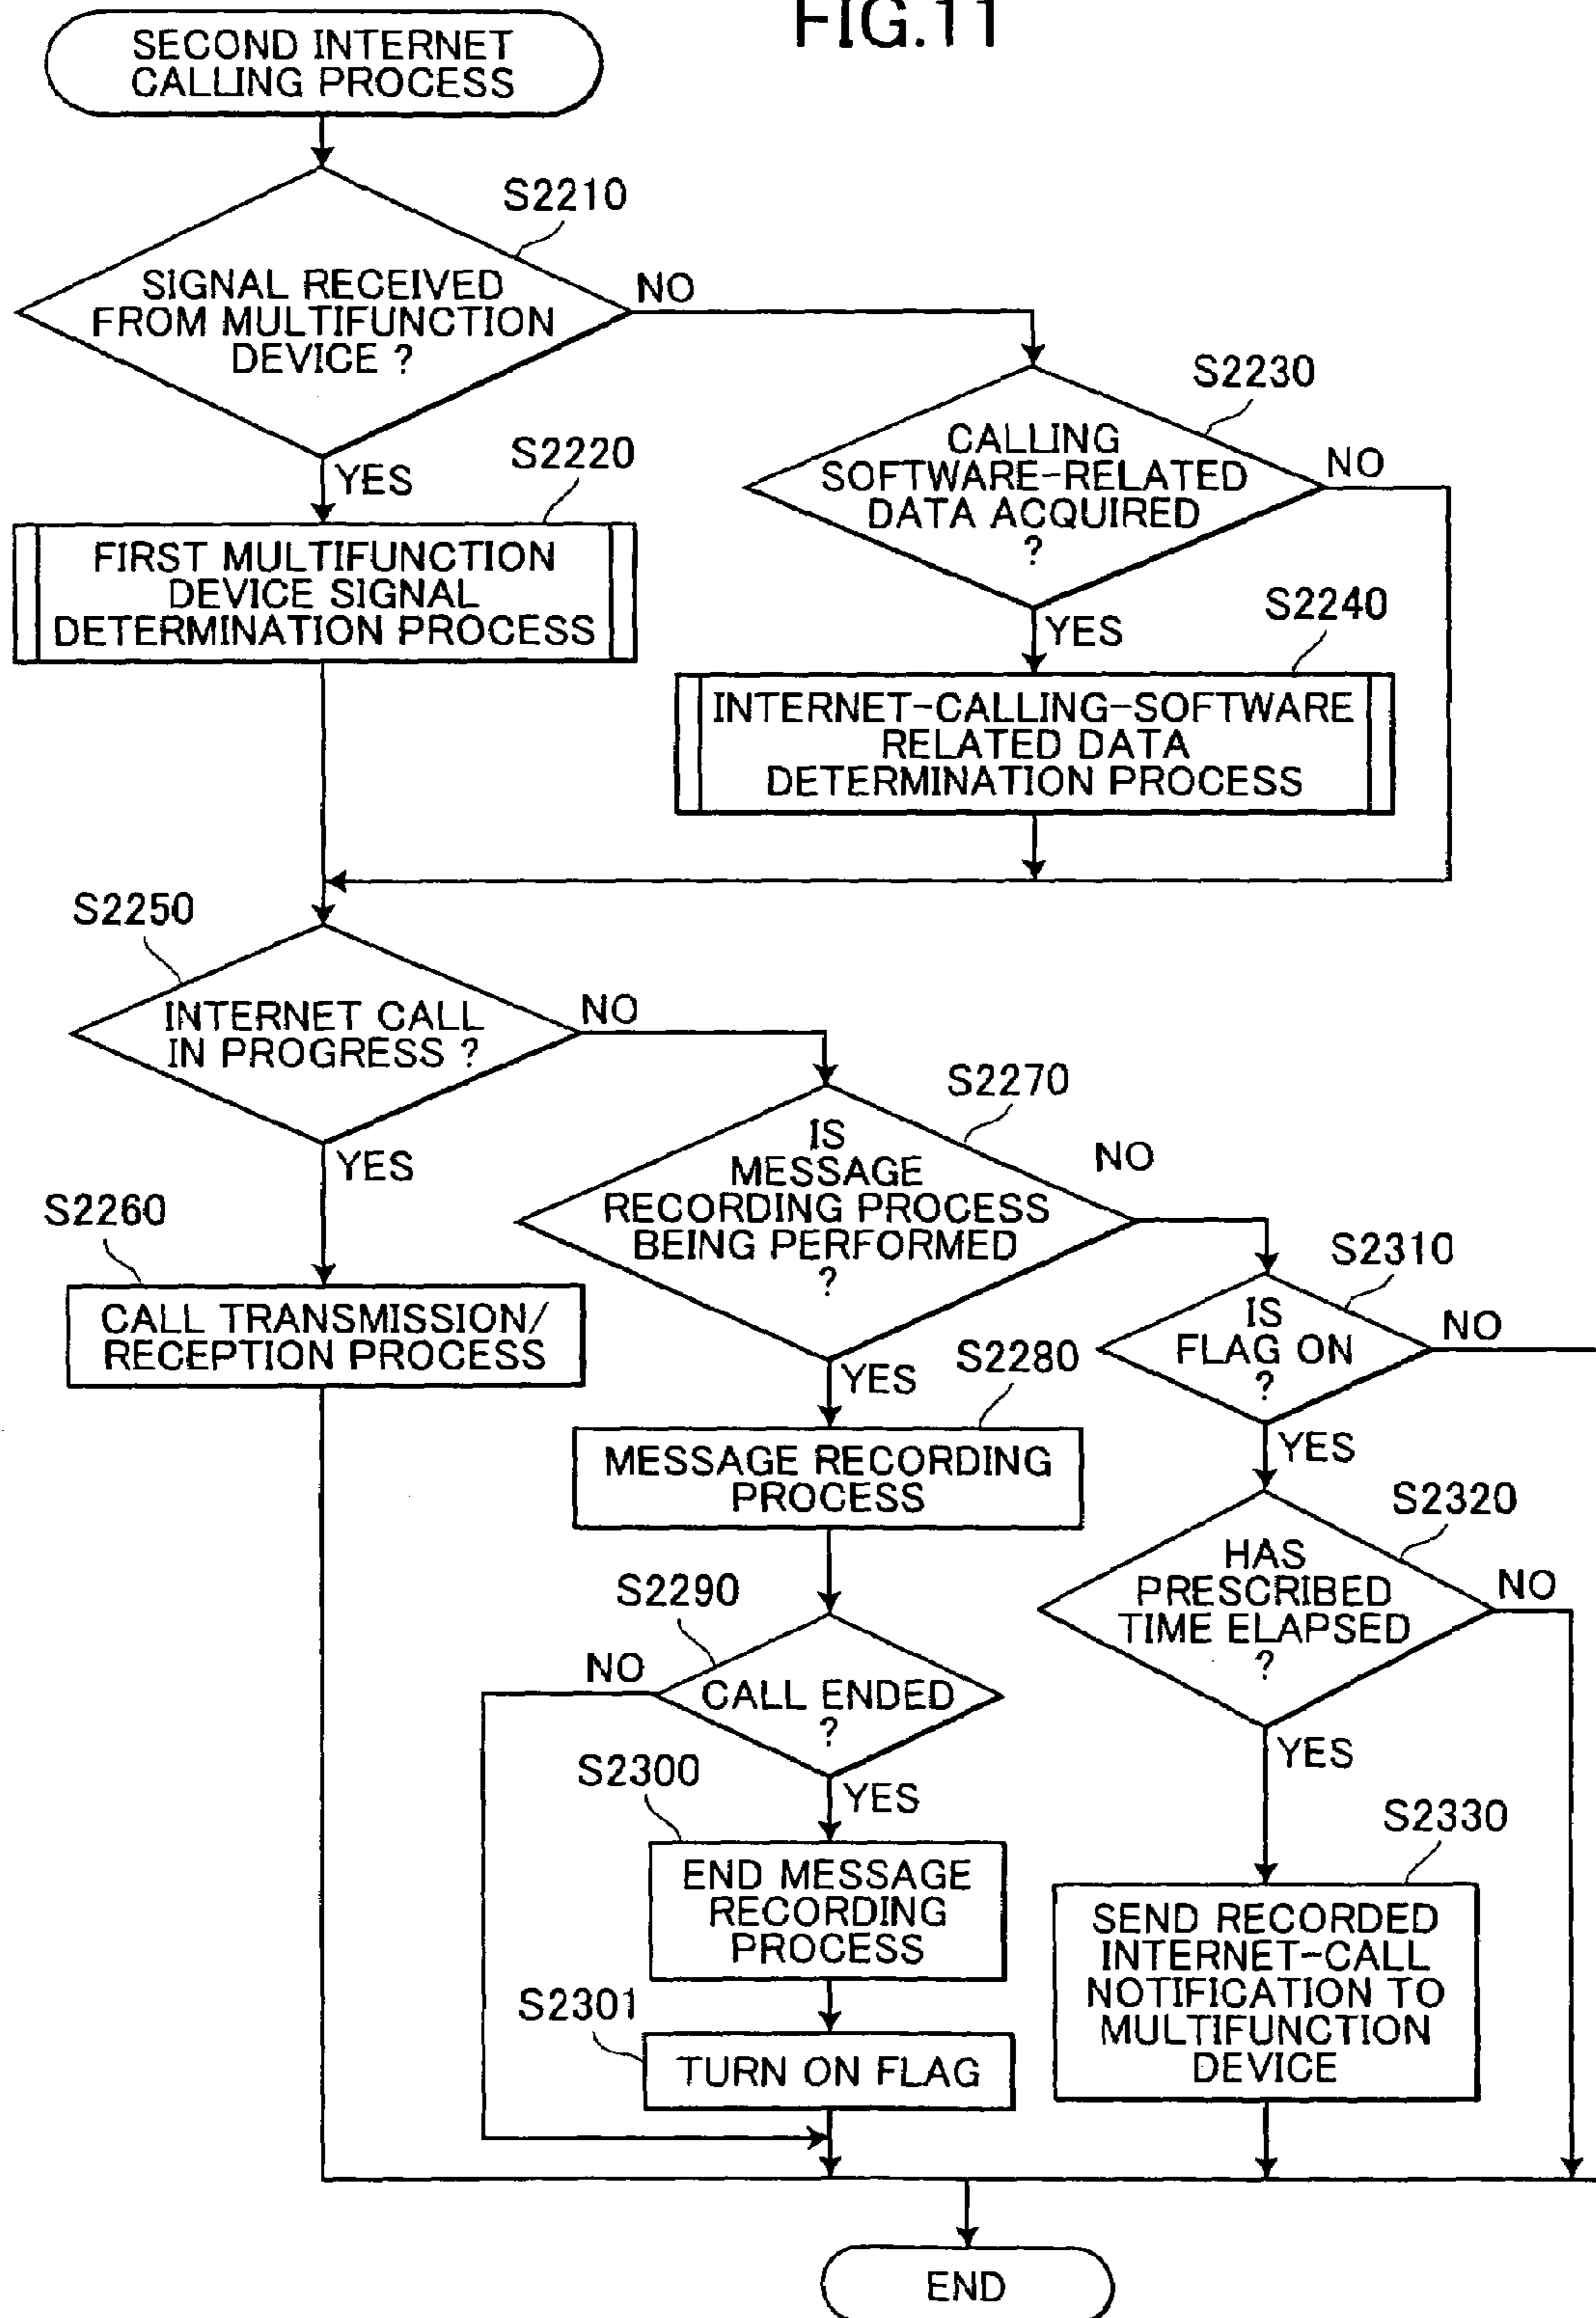 FIG.11
SECOND INTERNET
CALLING PROCESS
S2210
SIGNAL RECEIVED
FROM MULTIFUNCTION
DEVICE ?
NO
YES
S2220
FIRST MULTIFUNCTION
DEVICE SIGNAL
DETERMINATION PROCESS
S2230
CALLING
SOFTWARE-RELATED
DATA ACQUIRED
?
NO
YES
S2240
INTERNET-CALLING-SOFTWARE
RELATED DATA
DETERMINATION PROCESS
S2250
INTERNET CALL
IN PROGRESS ?
NO
YES
S2260
CALL TRANSMISSION/
RECEPTION PROCESS
S2270
IS
MESSAGE
RECORDING PROCESS
BEING PERFORMED
?
NO
YES
S2280
MESSAGE RECORDING
PROCESS
S2290
NO
CALL ENDED
?
YES
S2300
END MESSAGE
RECORDING
PROCESS
S2301
TURN ON FLAG
S2310
IS
FLAG ON
?
NO
YES
S2320
HAS
PRESCRIBED
TIME ELAPSED
?
NO
YES
S2330
SEND RECORDED
INTERNET-CALL
NOTIFICATION TO
MULTIFUNCTION
DEVICE
END